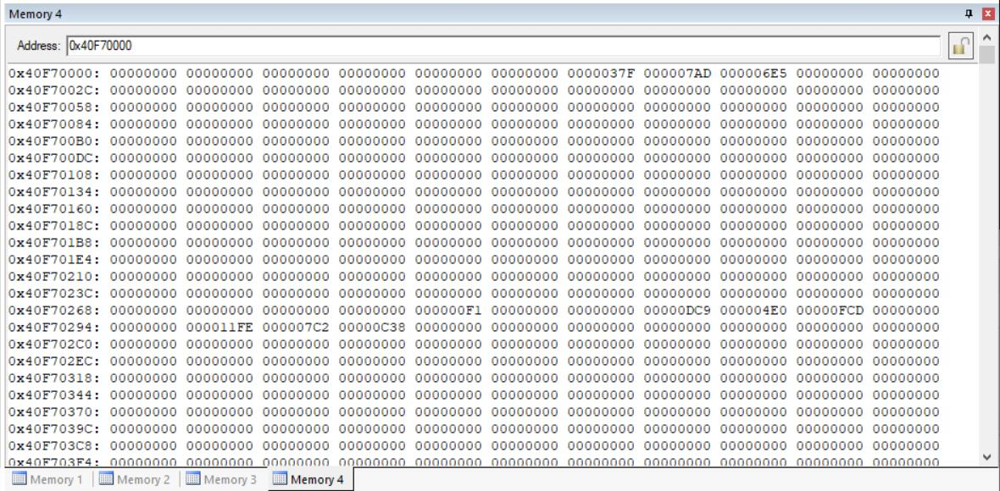 Memory 4
Address: 0x40F70000
0x40F70000: 00000000 00000000 00000000 00000000 00000000 00000000 0000037F 000007AD 000006E5 00000000 00000000
0x40F7002C: 00000000 00000000 00000000 00000000 00000000 00000000 00000000 00000000 00000000 00000000 00000000
0x40F70058: 00000000 00000000 00000000 00000000 00000000 00000000 00000000 00000000 00000000 00000000 00000000
0x40F70084: 00000000 00000000 00000000 00000000 00000000 00000000 00000000 00000000 00000000 00000000 00000000
0x40F700B0: 00000000 00000000 00000000 00000000 00000000 00000000 00000000 00000000 00000000 00000000 00000000
0x40F700DC: 00000000 00000000 00000000 00000000 00000000 00000000 00000000 00000000 00000000 00000000 00000000
0x40F70108: 00000000 00000000 00000000 00000000 00000000 00000000 00000000 00000000 00000000 00000000 00000000
0x40F70134: 00000000 00000000 00000000 00000000 00000000 00000000 00000000 00000000 00000000 00000000 00000000
0x40F70160: 00000000 00000000 00000000 00000000 00000000 00000000 00000000 00000000 00000000 00000000 00000000
0x40F7018C: 00000000 00000000 00000000 00000000 00000000 00000000 00000000 00000000 00000000 00000000 00000000
0x40F701B8: 00000000 00000000 00000000 00000000 00000000 00000000 00000000 00000000 00000000 00000000 00000000
0x40F701E4: 00000000 00000000 00000000 00000000 00000000 00000000 00000000 00000000 00000000 00000000 00000000
0x40F70210: 00000000 00000000 00000000 00000000 00000000 00000000 00000000 00000000 00000000 00000000 00000000
0x40F7023C: 00000000 00000000 00000000 00000000 00000000 00000000 00000000 00000000 00000000 00000000 00000000
0x40F70268: 00000000 00000000 00000000 00000000 000000F1 00000000 00000000 00000DC9 000004E0 00000FCD 00000000
0x40F70294: 00000000 000011FE 000007C2 00000C38 00000000 00000000 00000000 00000000 00000000 00000000 00000000
0x40F702C0: 00000000 00000000 00000000 00000000 00000000 00000000 00000000 00000000 00000000 00000000 00000000
0x40F702EC: 00000000 00000000 00000000 00000000 00000000 00000000 00000000 00000000 00000000 00000000 00000000
0x40F70318: 00000000 00000000 00000000 00000000 00000000 00000000 00000000 00000000 00000000 00000000 00000000
0x40F70344: 00000000 00000000 00000000 00000000 00000000 00000000 00000000 00000000 00000000 00000000 00000000
0x40F70370: 00000000 00000000 00000000 00000000 00000000 00000000 00000000 00000000 00000000 00000000 00000000
0x40F7039C: 00000000 00000000 00000000 00000000 00000000 00000000 00000000 00000000 00000000 00000000 00000000
0x40F703C8: 00000000 00000000 00000000 00000000 00000000 00000000 00000000 00000000 00000000 00000000 00000000
0x40F703F4: 00000000 00000000 00000000 00000000 00000000 00000000 00000000 00000000 00000000 00000000 00000000
Memory 1 Memory 2 Memory 3 Memory 4